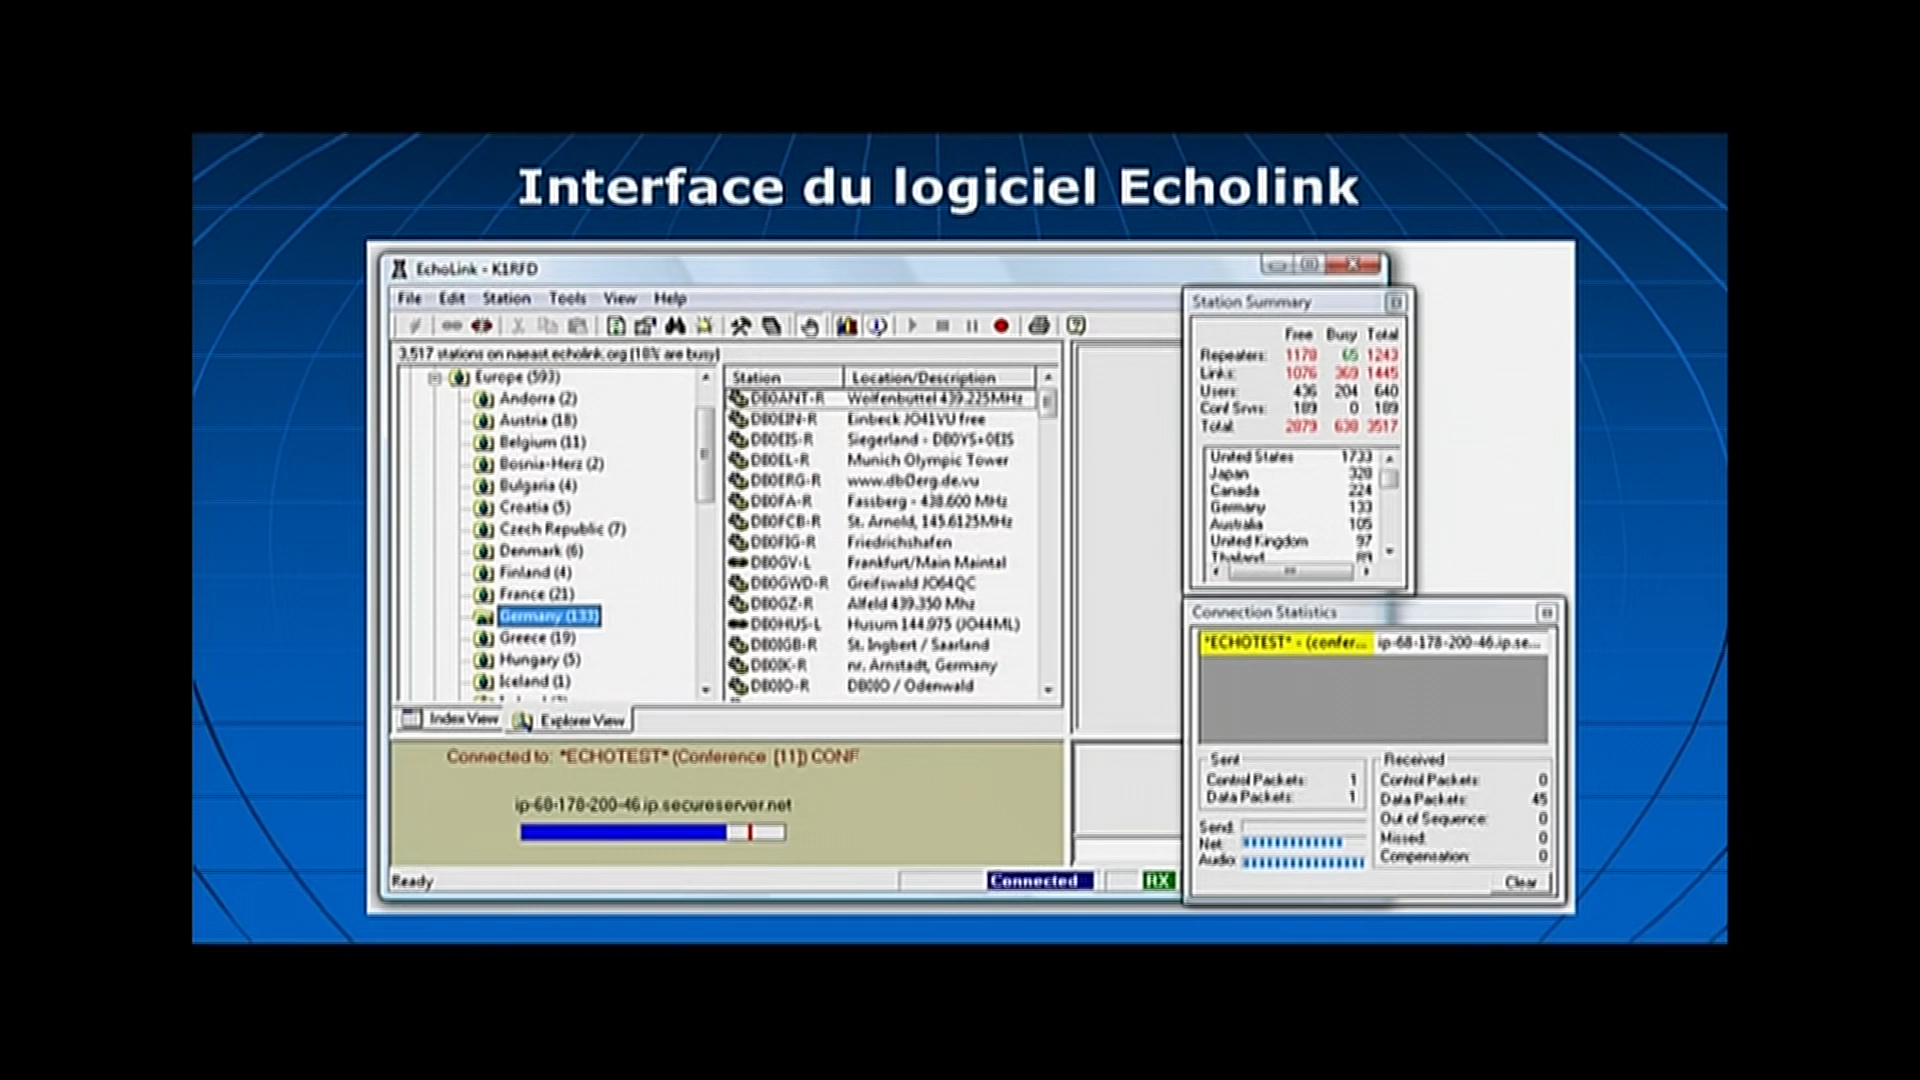 Interface du logiciel Echolink
EchoLink - K1RFD
File Edit Station Tools View Help
3,517 stations on naeast.echolink.org (18% are busy)
Europe (593)
Andorra (2)
Austria (18)
Belgium (11)
Bosnia-Herz (2)
Bulgaria (4)
Croatia (5)
Czech Republic (7)
Denmark (6)
Finland (4)
France (21)
Germany (133)
Greece (19)
Hungary (5)
Iceland (1)
Index View Explorer View
Station Location/Description
DB0ANT-R Wolfenbuttel 439.225MHz
DB0EIN-R Einbeck JO41VU free
DB0EIS-R Siegerland - DB0YS+0EIS
DB0EL-R Munich Olympic Tower
DB0ERG-R www.db0erg.de.vu
DB0FA-R Fassberg - 438.600 MHz
DB0FCB-R St. Arnold, 145.6125MHz
DB0FIG-R Friedrichshafen
DB0GV-L Frankfurt/Main Maintal
DB0GWD-R Greifswald JO64QC
DB0GZ-R Alfeld 439.350 Mhz
DB0HUS-L Husum 144.975 (JO44ML)
DB0IGB-R St. Ingbert / Saarland
DB0IK-R nr. Arnstadt, Germany
DB0IO-R DB0IO / Odenwald
Connected to: *ECHOTEST* (Conference [11]) CONF
ip-68-178-200-46.ip.secureserver.net
Ready Connected RX
Station Summary
Free Busy Total
Repeaters: 1178 65 1243
Links: 1076 369 1445
Users: 436 204 640
Conf Srvrs: 189 0 189
Total: 2879 638 3517
United States 1733
Japan 328
Canada 224
Germany 133
Australia 105
United Kingdom 97
Thailand 89
Connection Statistics
*ECHOTEST* - (confer... ip-68-178-200-46.ip.se...
Sent
Control Packets: 1
Data Packets: 1
Send:
Net:
Audio:
Received
Control Packets: 0
Data Packets: 45
Out of Sequence: 0
Missed: 0
Compensation: 0
Clear